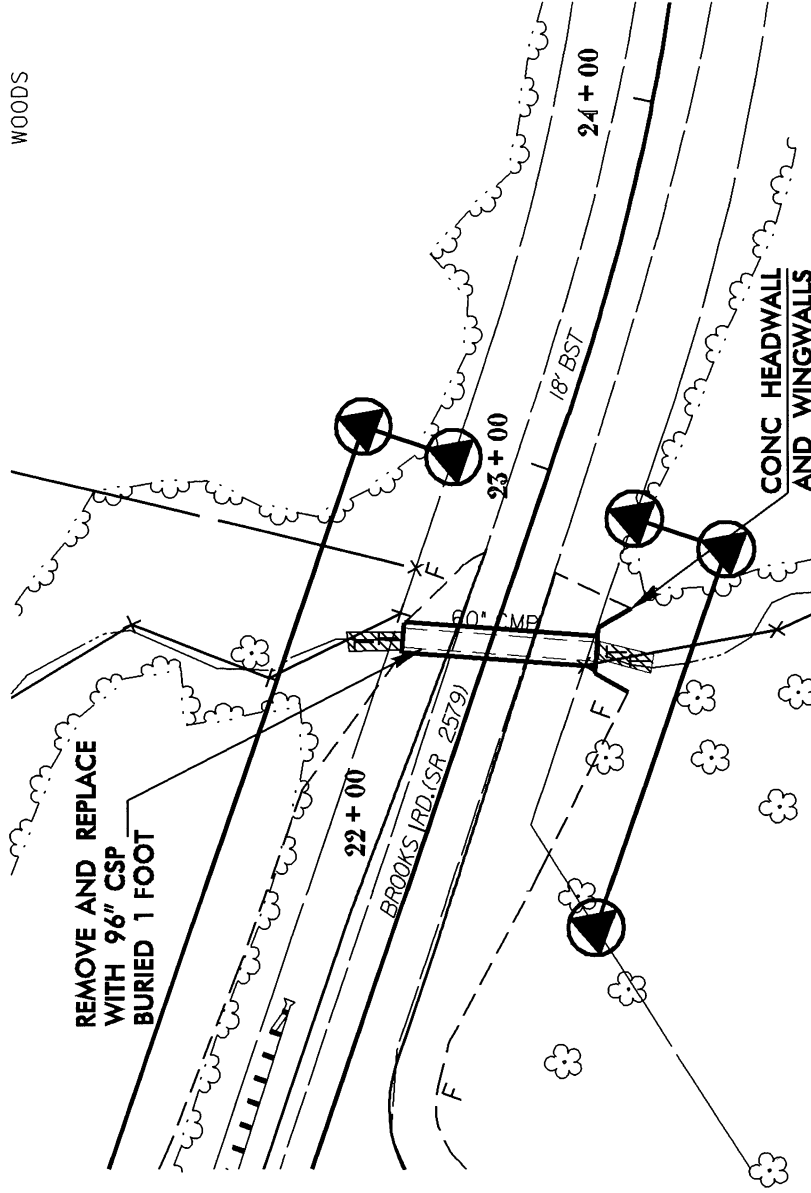 WOODS
REMOVE AND REPLACE
WITH 96" CSP
BURIED 1 FOOT
22 + 00
23 + 00
24 + 00
BROOKS RD.(SR 2579)
18' BST
60" CMP
F
F
F
CONC HEADWALL
AND WINGWALLS